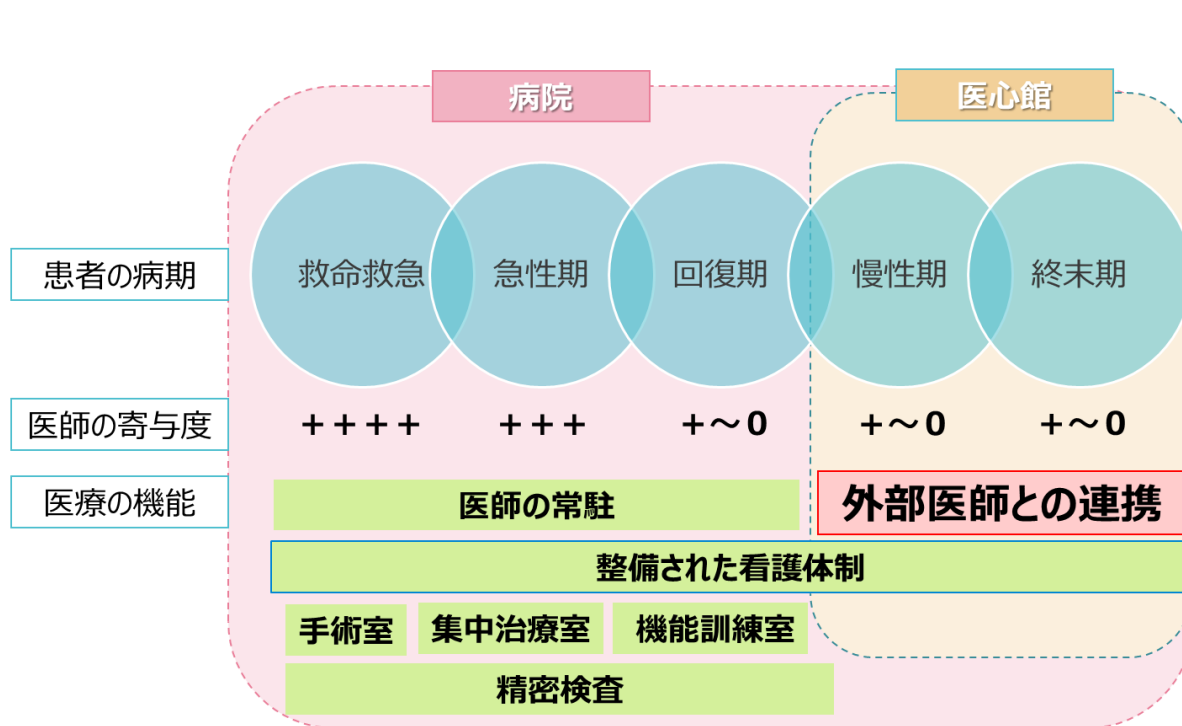 病院
医心館
患者の病期
救命救急
急性期
回復期
慢性期
終末期
医師の寄与度
++++
+++
+～0
+～0
+～0
医療の機能
医師の常駐
外部医師との連携
整備された看護体制
手術室
集中治療室
機能訓練室
精密検査